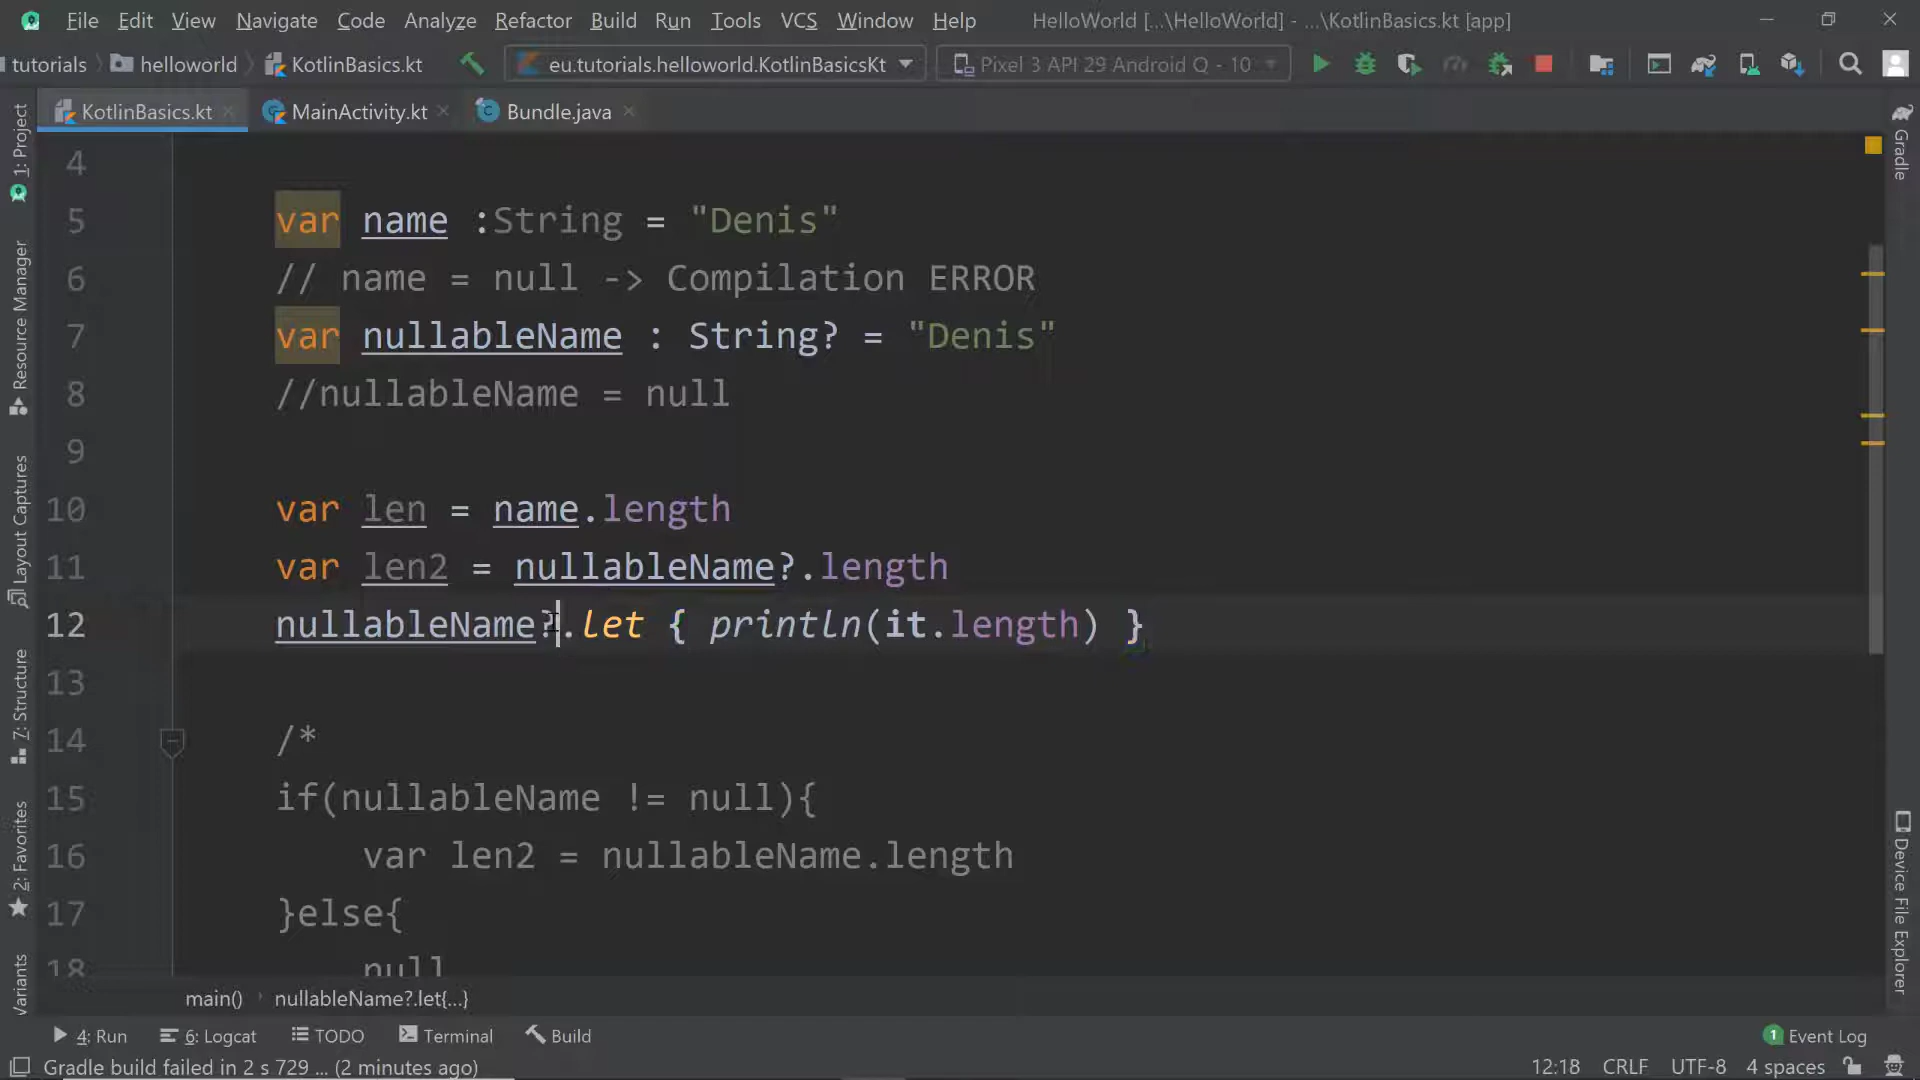 File Edit View Navigate Code Analyze Refactor Build Run Tools VCS Window Help HelloWorld [...\HelloWorld] - ...\KotlinBasics.kt [app]
tutorials helloworld KotlinBasics.kt eu.tutorials.helloworld.KotlinBasicsKt Pixel 3 API 29 Android Q - 10
KotlinBasics.kt MainActivity.kt Bundle.java
1: Project
Resource Manager
Layout Captures
7: Structure
2: Favorites
Variants
4
5 var name :String = "Denis"
6 // name = null -> Compilation ERROR
7 var nullableName : String? = "Denis"
8 //nullableName = null
9
10 var len = name.length
11 var len2 = nullableName?.length
12 nullableName?.let { println(it.length) }
13
14 /*
15 if(nullableName != null){
16 var len2 = nullableName.length
17 }else{
18 null
Gradle
Device File Explorer
main() nullableName?.let{...}
4: Run 6: Logcat TODO Terminal Build 1 Event Log
Gradle build failed in 2 s 729 ... (2 minutes ago) 12:18 CRLF UTF-8 4 spaces